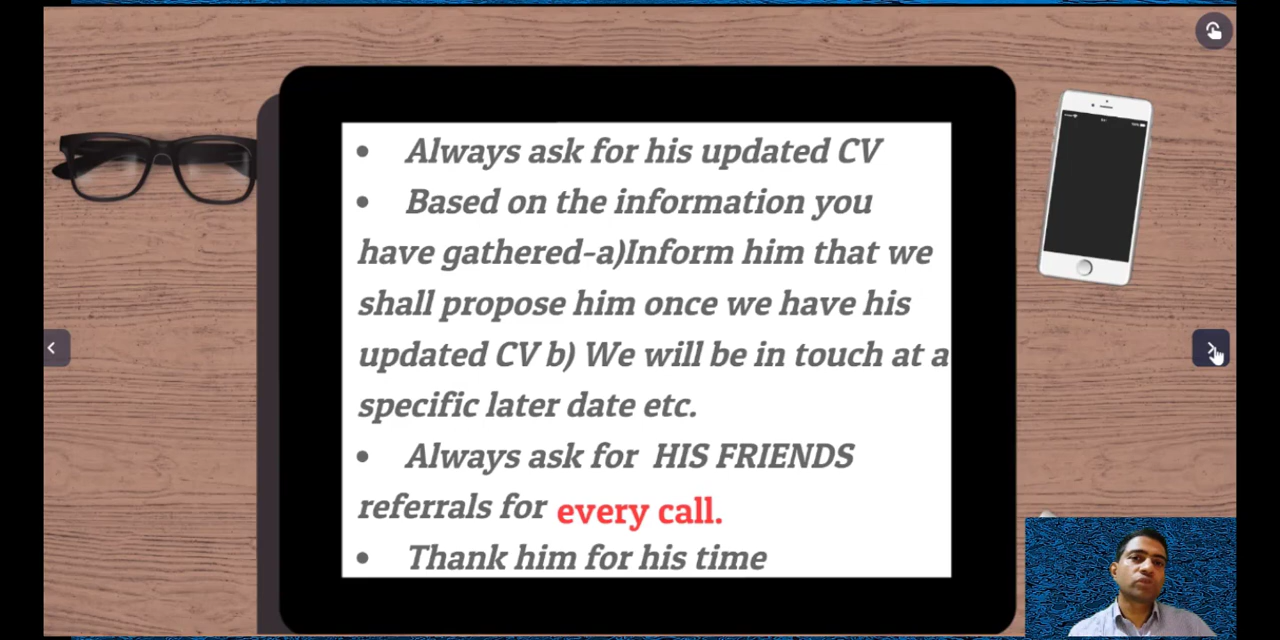 • Always ask for his updated CV
• Based on the information you
have gathered-a)Inform him that we
shall propose him once we have his
updated CV b) We will be in touch at a
specific later date etc.
• Always ask for HIS FRIENDS
referrals for every call.
• Thank him for his time